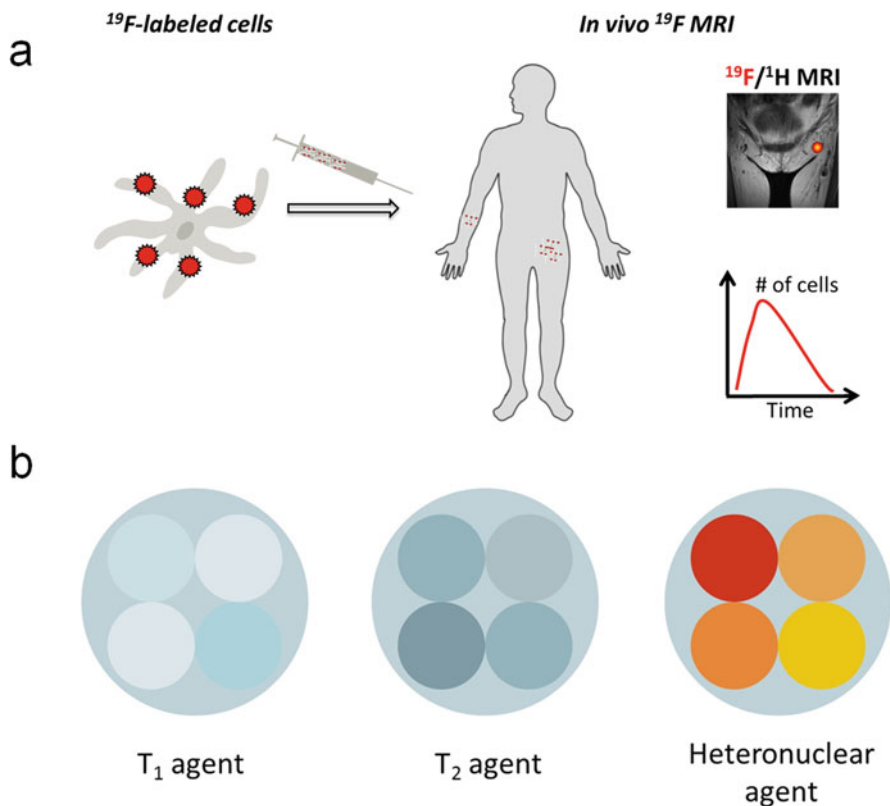 ¹⁹F-labeled cells
In vivo ¹⁹F MRI
a
¹⁹F/¹H MRI
# of cells
Time
b
T₁ agent
T₂ agent
Heteronuclear
agent